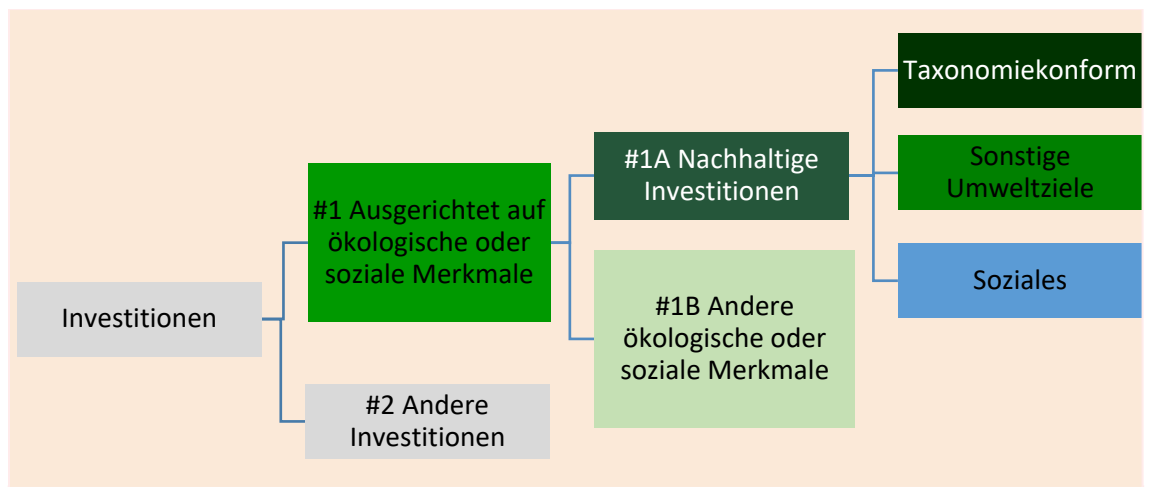 Investitionen
#1 Ausgerichtet auf
ökologische oder
soziale Merkmale
#2 Andere
Investitionen
#1A Nachhaltige
Investitionen
#1B Andere
ökologische oder
soziale Merkmale
Taxonomiekonform
Sonstige
Umweltziele
Soziales